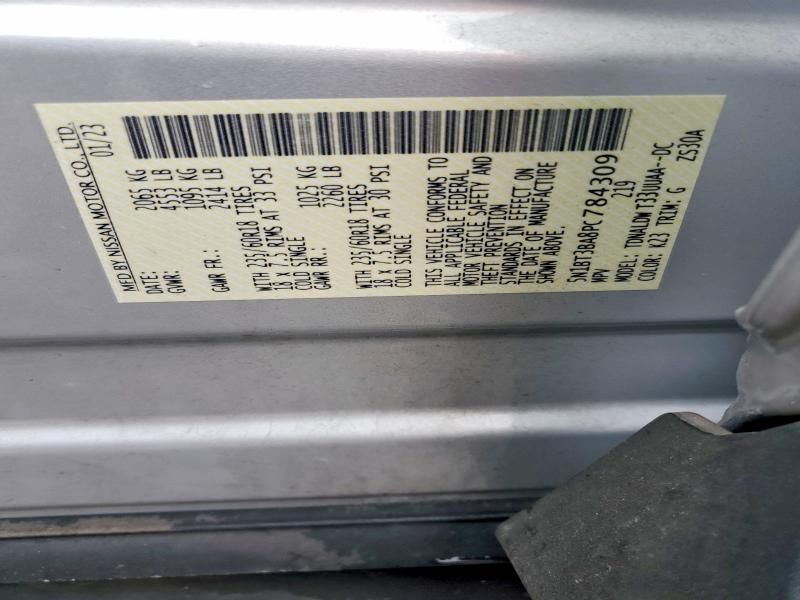 MFD BY NISSAN MOTOR CO., LTD.
DATE: 01/23
GVWR: 2065 KG
4553 LB
GAWR FR.: 1095 KG
2414 LB
WITH 235/60R18 TIRES
18 x 7.5 RIMS AT 33 PSI
COLD SINGLE
GAWR RR.: 1025 KG
2260 LB
WITH 235/60R18 TIRES
18 x 7.5 RIMS AT 30 PSI
COLD SINGLE
THIS VEHICLE CONFORMS TO
ALL APPLICABLE FEDERAL
MOTOR VEHICLE SAFETY AND
THEFT PREVENTION
STANDARDS IN EFFECT ON
THE DATE OF MANUFACTURE
SHOWN ABOVE.
5N1BT3BA8PC784309
MPV 219
MODEL: TDMALDW T33UUAA--DC
COLOR: K23 TRIM: G ZS30A